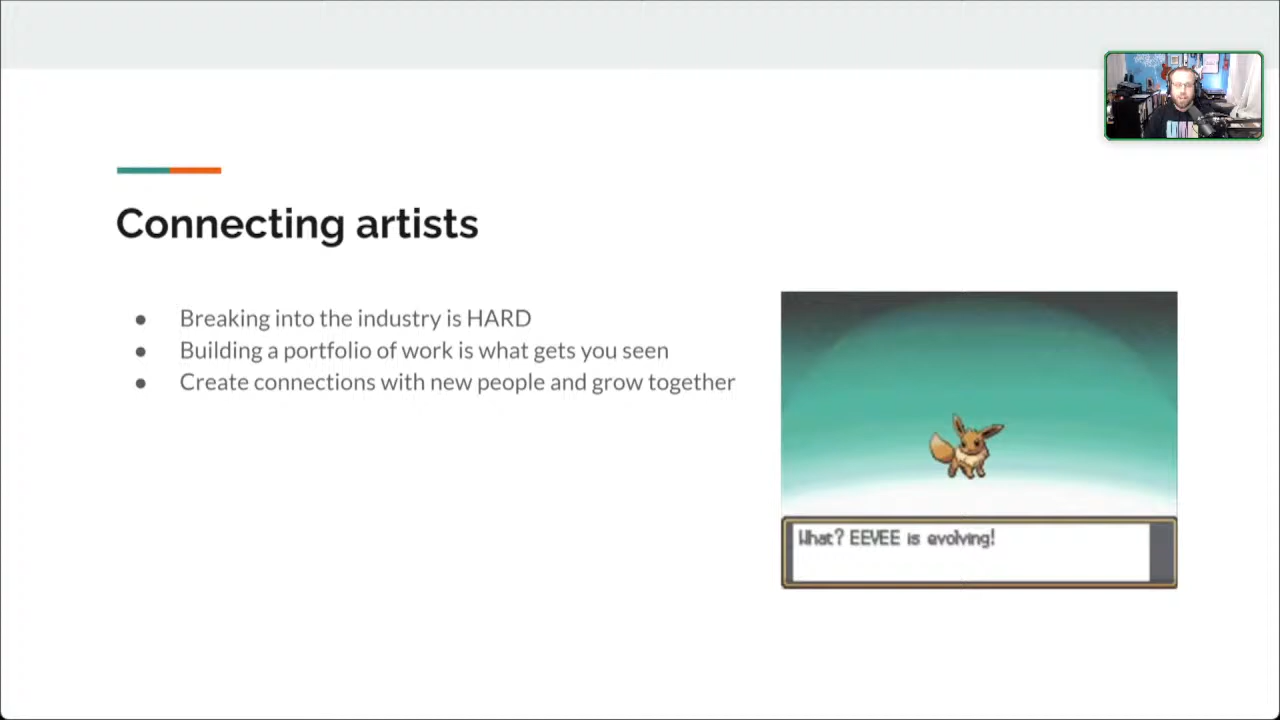 Connecting artists
● Breaking into the industry is HARD
● Building a portfolio of work is what gets you seen
● Create connections with new people and grow together
What? EEVEE is evolving!